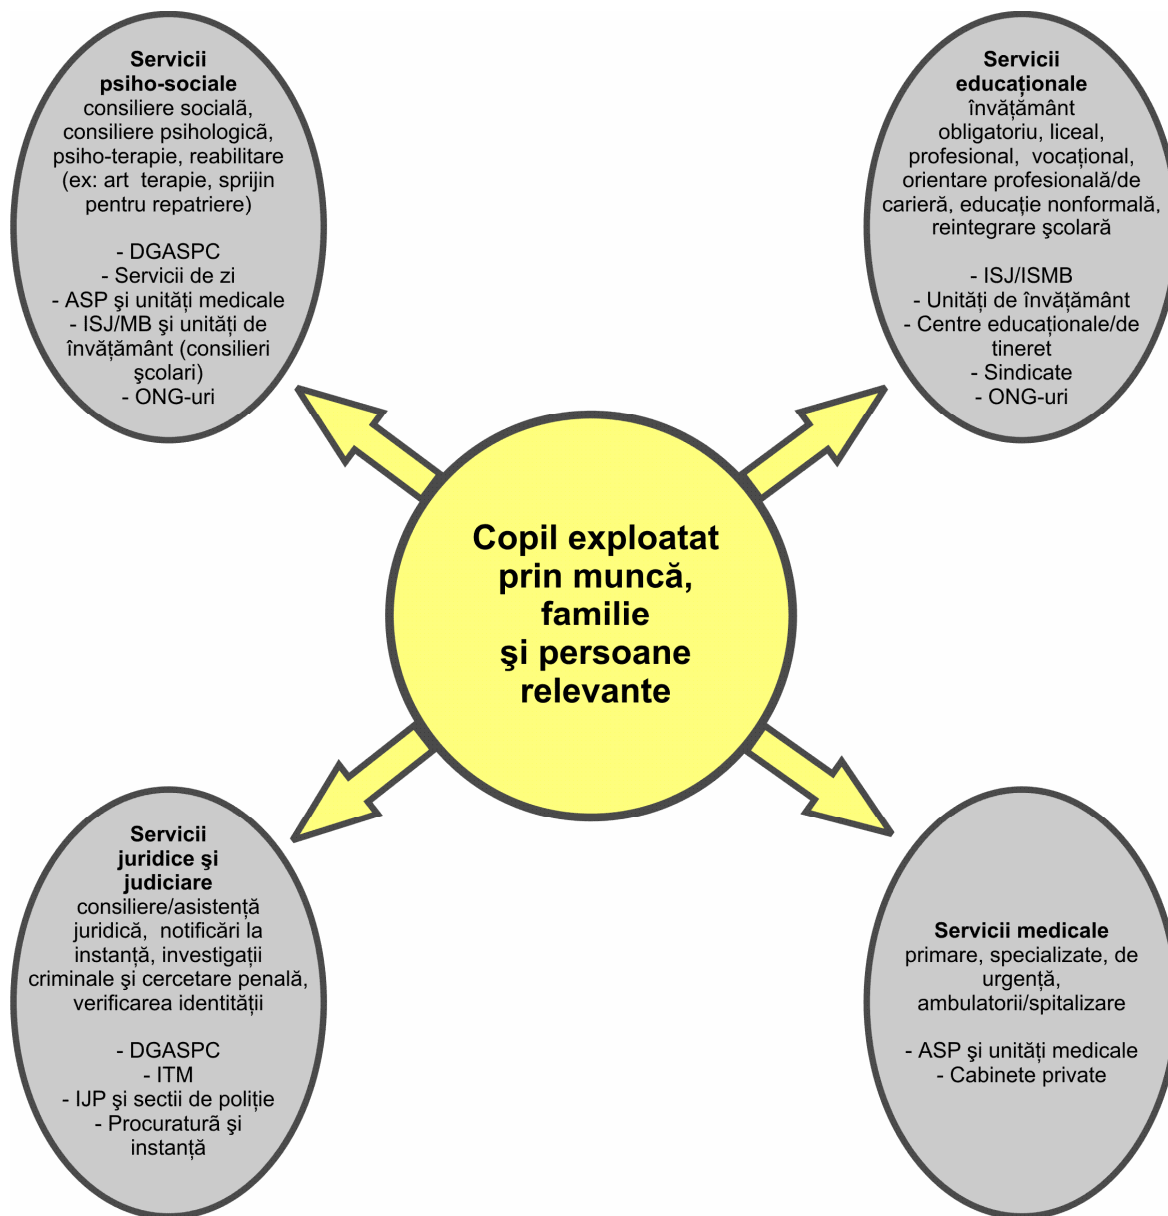 Servicii
psiho-sociale
consiliere socialã,
consiliere psihologicã,
psiho-terapie, reabilitare
(ex: art terapie, sprijin
pentru repatriere)
- DGASPC
- Servicii de zi
- ASP şi unități medicale
- ISJ/MB şi unități de
învățământ (consilieri
şcolari)
- ONG-uri
Servicii
educaționale
învățământ
obligatoriu, liceal,
profesional, vocațional,
orientare profesională/de
carieră, educație nonformală,
reintegrare şcolară
- ISJ/ISMB
- Unități de învățământ
- Centre educaționale/de
tineret
- Sindicate
- ONG-uri
Copil exploatat
prin muncă,
familie
şi persoane
relevante
Servicii
juridice şi
judiciare
consiliere/asistență
juridică, notificări la
instanță, investigații
criminale şi cercetare penală,
verificarea identității
- DGASPC
- ITM
- IJP şi sectii de poliție
- Procuraturã şi
instanță
Servicii medicale
primare, specializate, de
urgență,
ambulatorii/spitalizare
- ASP şi unități medicale
- Cabinete private